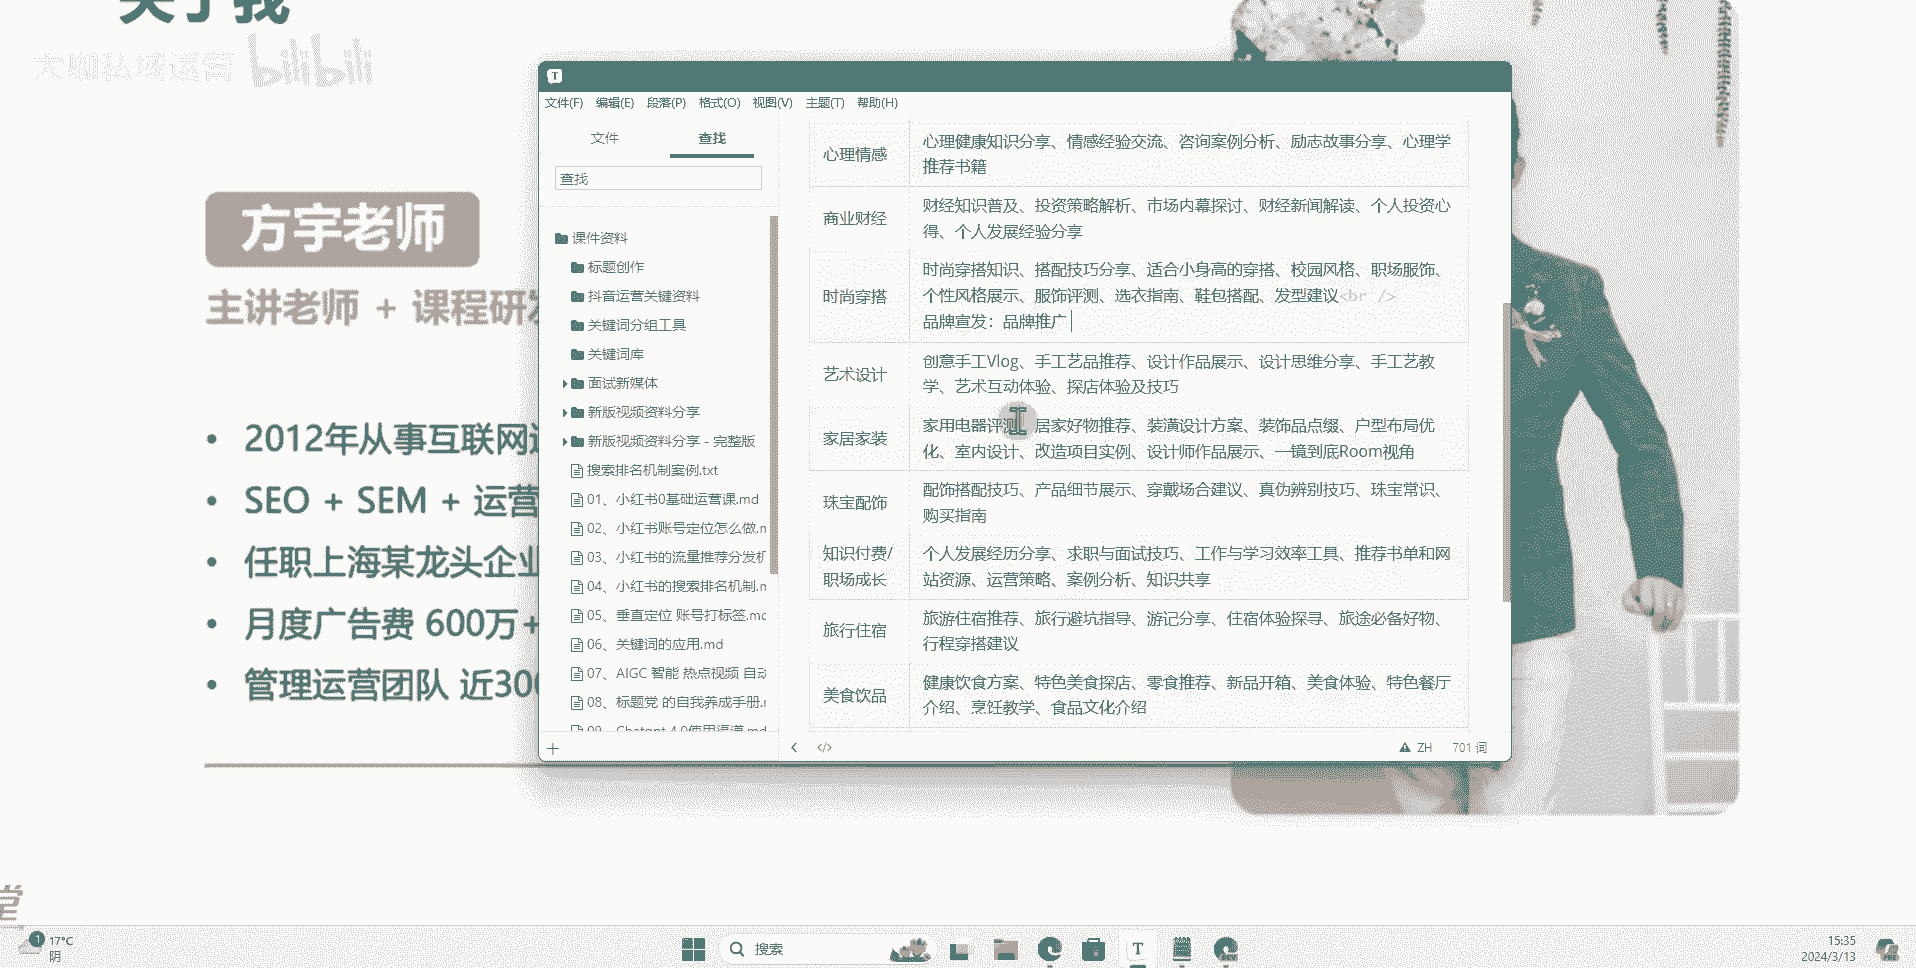 关于我
大咖私域运营 bilibili
方宇老师
主讲老师 + 课程研发
• 2012年从事互联网
• SEO + SEM + 运营
• 任职上海某龙头企业
• 月度广告费 600万+
• 管理运营团队 近300
T
文件(F) 编辑(E) 段落(P) 格式(O) 视图(V) 主题(T) 帮助(H)
文件 查找
查找
课件资料
标题创作
抖音运营关键资料
关键词分组工具
关键词库
面试新媒体
新版视频资料分享
新版视频资料分享 - 完整版
搜索排名机制案例.txt
01、小红书0基础运营课.md
02、小红书账号定位怎么做.m
03、小红书的流量推荐分发机
04、小红书的搜索排名机制.m
05、垂直定位 账号打标签.mc
06、关键词的应用.md
07、AIGC 智能 热点视频 自动
08、标题党 的自我养成手册.r
09、Chatgpt 4.0使用渠道.md
心理情感
心理健康知识分享、情感经验交流、咨询案例分析、励志故事分享、心理学
推荐书籍
商业财经
财经知识普及、投资策略解析、市场内幕探讨、财经新闻解读、个人投资心
得、个人发展经验分享
时尚穿搭
时尚穿搭知识、搭配技巧分享、适合小身高的穿搭、校园风格、职场服饰、
个性风格展示、服饰评测、选衣指南、鞋包搭配、发型建议<br />
品牌宣发：品牌推广
艺术设计
创意手工Vlog、手工艺品推荐、设计作品展示、设计思维分享、手工艺教
学、艺术互动体验、探店体验及技巧
家居家装
家用电器评测、居家好物推荐、装潢设计方案、装饰品点缀、户型布局优
化、室内设计、改造项目实例、设计师作品展示、一镜到底Room视角
珠宝配饰
配饰搭配技巧、产品细节展示、穿戴场合建议、真伪辨别技巧、珠宝常识、
购买指南
知识付费/
职场成长
个人发展经历分享、求职与面试技巧、工作与学习效率工具、推荐书单和网
站资源、运营策略、案例分析、知识共享
旅行住宿
旅游住宿推荐、旅行避坑指导、游记分享、住宿体验探寻、旅途必备好物、
行程穿搭建议
美食饮品
健康饮食方案、特色美食探店、零食推荐、新品开箱、美食体验、特色餐厅
介绍、烹饪教学、食品文化介绍
ZH 701 词
堂
1
17°C
阴
搜索
T
DEV
15:35
2024/3/13
PRE